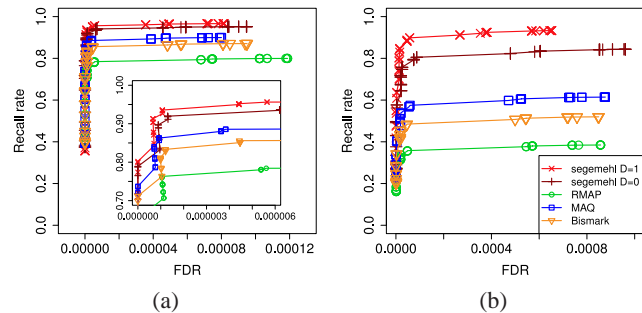 Recall rate
0.0 0.2 0.4 0.6 0.8 1.0
0.00000 0.00004 0.00008 0.00012
FDR
0.70 0.80 0.90 1.00
0.000000 0.000003 0.000006
(a)
Recall rate
0.0 0.2 0.4 0.6 0.8 1.0
0.0000 0.0004 0.0008
FDR
segemehl D=1
segemehl D=0
RMAP
MAQ
Bismark
(b)